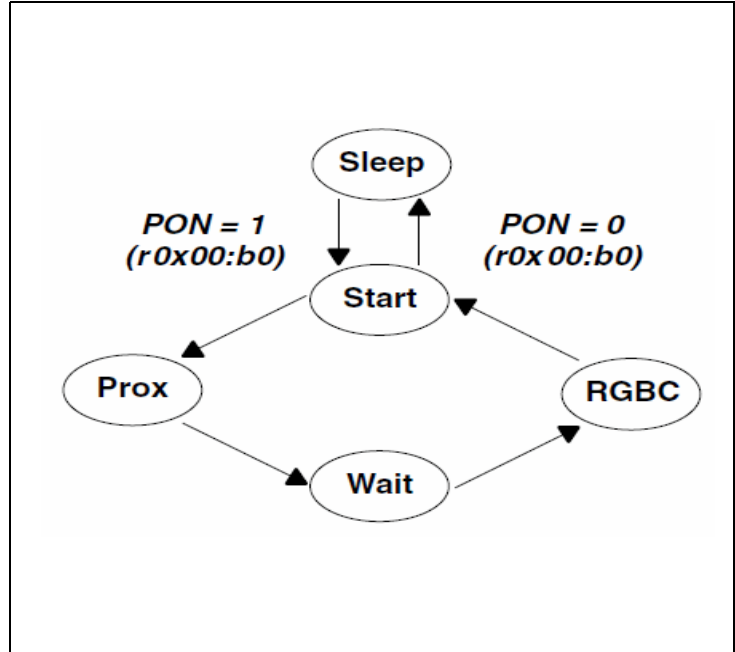 Sleep
PON = 1
(r0x00:b0)
PON = 0
(r0x00:b0)
Start
Prox
RGBC
Wait